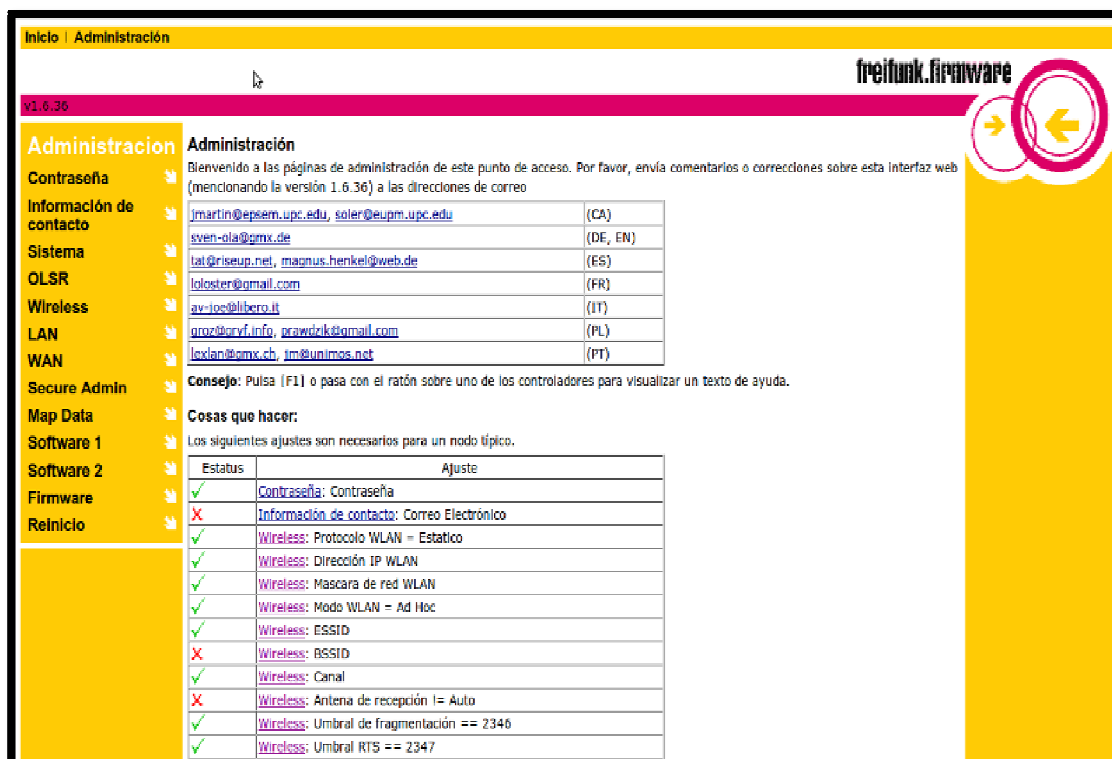 Inicio | Administración
freifunk.firmware
v1.6.36
Administracion
Contraseña
Información de
contacto
Sistema
OLSR
Wireless
LAN
WAN
Secure Admin
Map Data
Software 1
Software 2
Firmware
Reinicio
Administración
Bienvenido a las páginas de administración de este punto de acceso. Por favor, envía comentarios o correcciones sobre esta interfaz web
(mencionando la versión 1.6.36) a las direcciones de correo
jmartin@epsem.upc.edu, soler@eupm.upc.edu (CA)
sven-ola@gmx.de (DE, EN)
tat@riseup.net, magnus.henkel@web.de (ES)
loloster@gmail.com (FR)
av-joe@libero.it (IT)
groz@gryf.info, prawdzik@gmail.com (PL)
lexlan@gmx.ch, jm@unimos.net (PT)
Consejo: Pulsa [F1] o pasa con el ratón sobre uno de los controladores para visualizar un texto de ayuda.
Cosas que hacer:
Los siguientes ajustes son necesarios para un nodo típico.
Estatus Ajuste
Contraseña: Contraseña
Información de contacto: Correo Electrónico
Wireless: Protocolo WLAN = Estatico
Wireless: Dirección IP WLAN
Wireless: Mascara de red WLAN
Wireless: Modo WLAN = Ad Hoc
Wireless: ESSID
Wireless: BSSID
Wireless: Canal
Wireless: Antena de recepción != Auto
Wireless: Umbral de fragmentación == 2346
Wireless: Umbral RTS == 2347